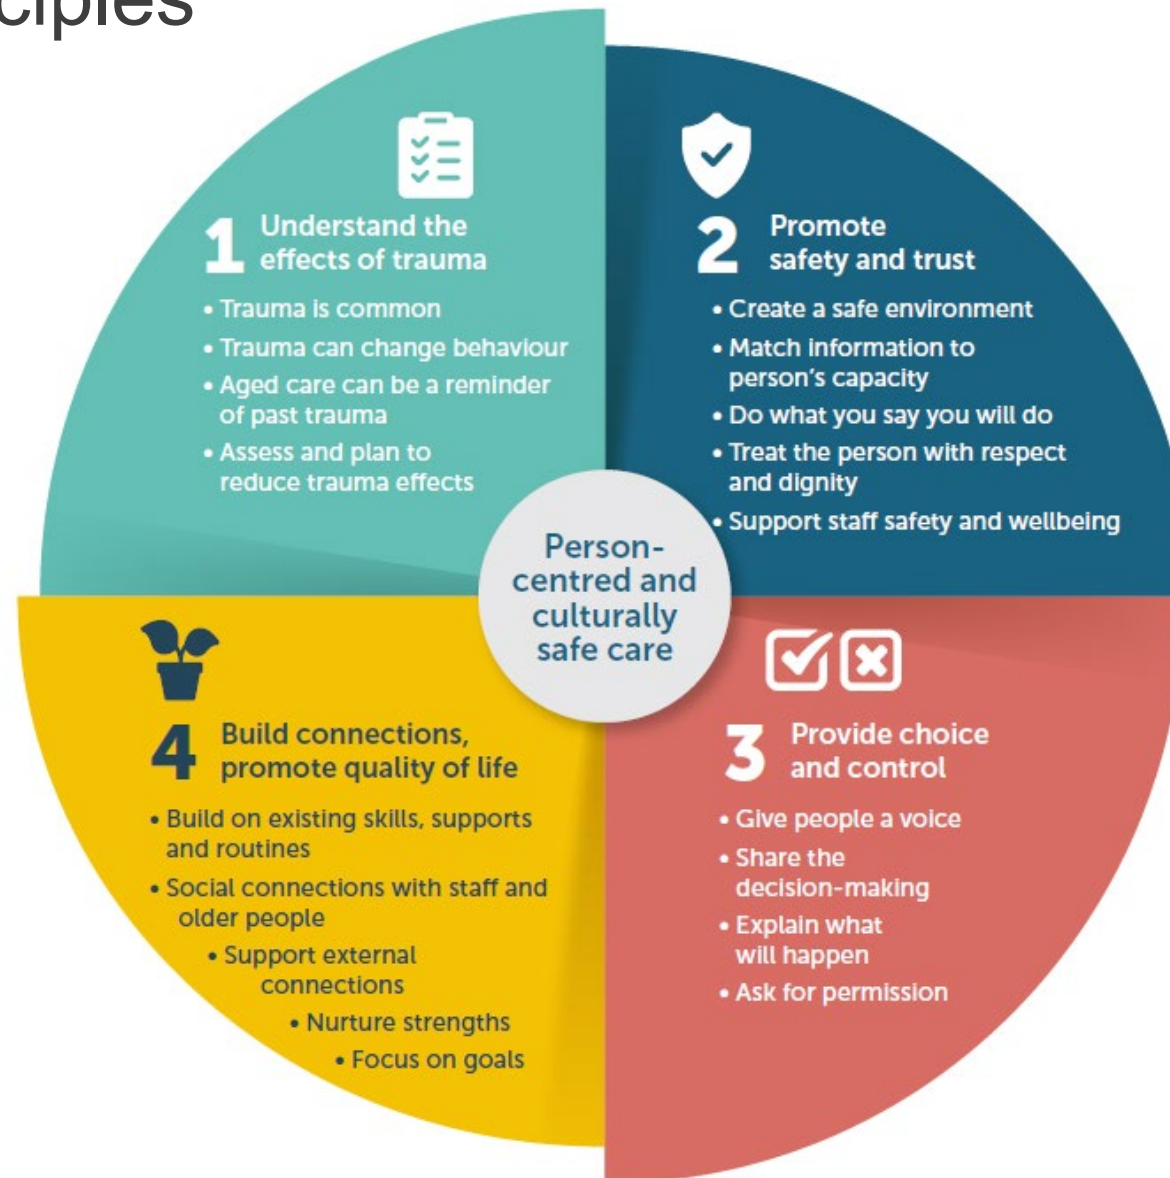 1 Understand the
effects of trauma
• Trauma is common
• Trauma can change behaviour
• Aged care can be a reminder
of past trauma
• Assess and plan to
reduce trauma effects
2 Promote
safety and trust
• Create a safe environment
• Match information to
person's capacity
• Do what you say you will do
• Treat the person with respect
and dignity
• Support staff safety and wellbeing
Person-
centred and
culturally
safe care
3 Provide choice
and control
• Give people a voice
• Share the
decision-making
• Explain what
will happen
• Ask for permission
4 Build connections,
promote quality of life
• Build on existing skills, supports
and routines
• Social connections with staff and
older people
• Support external
connections
• Nurture strengths
• Focus on goals